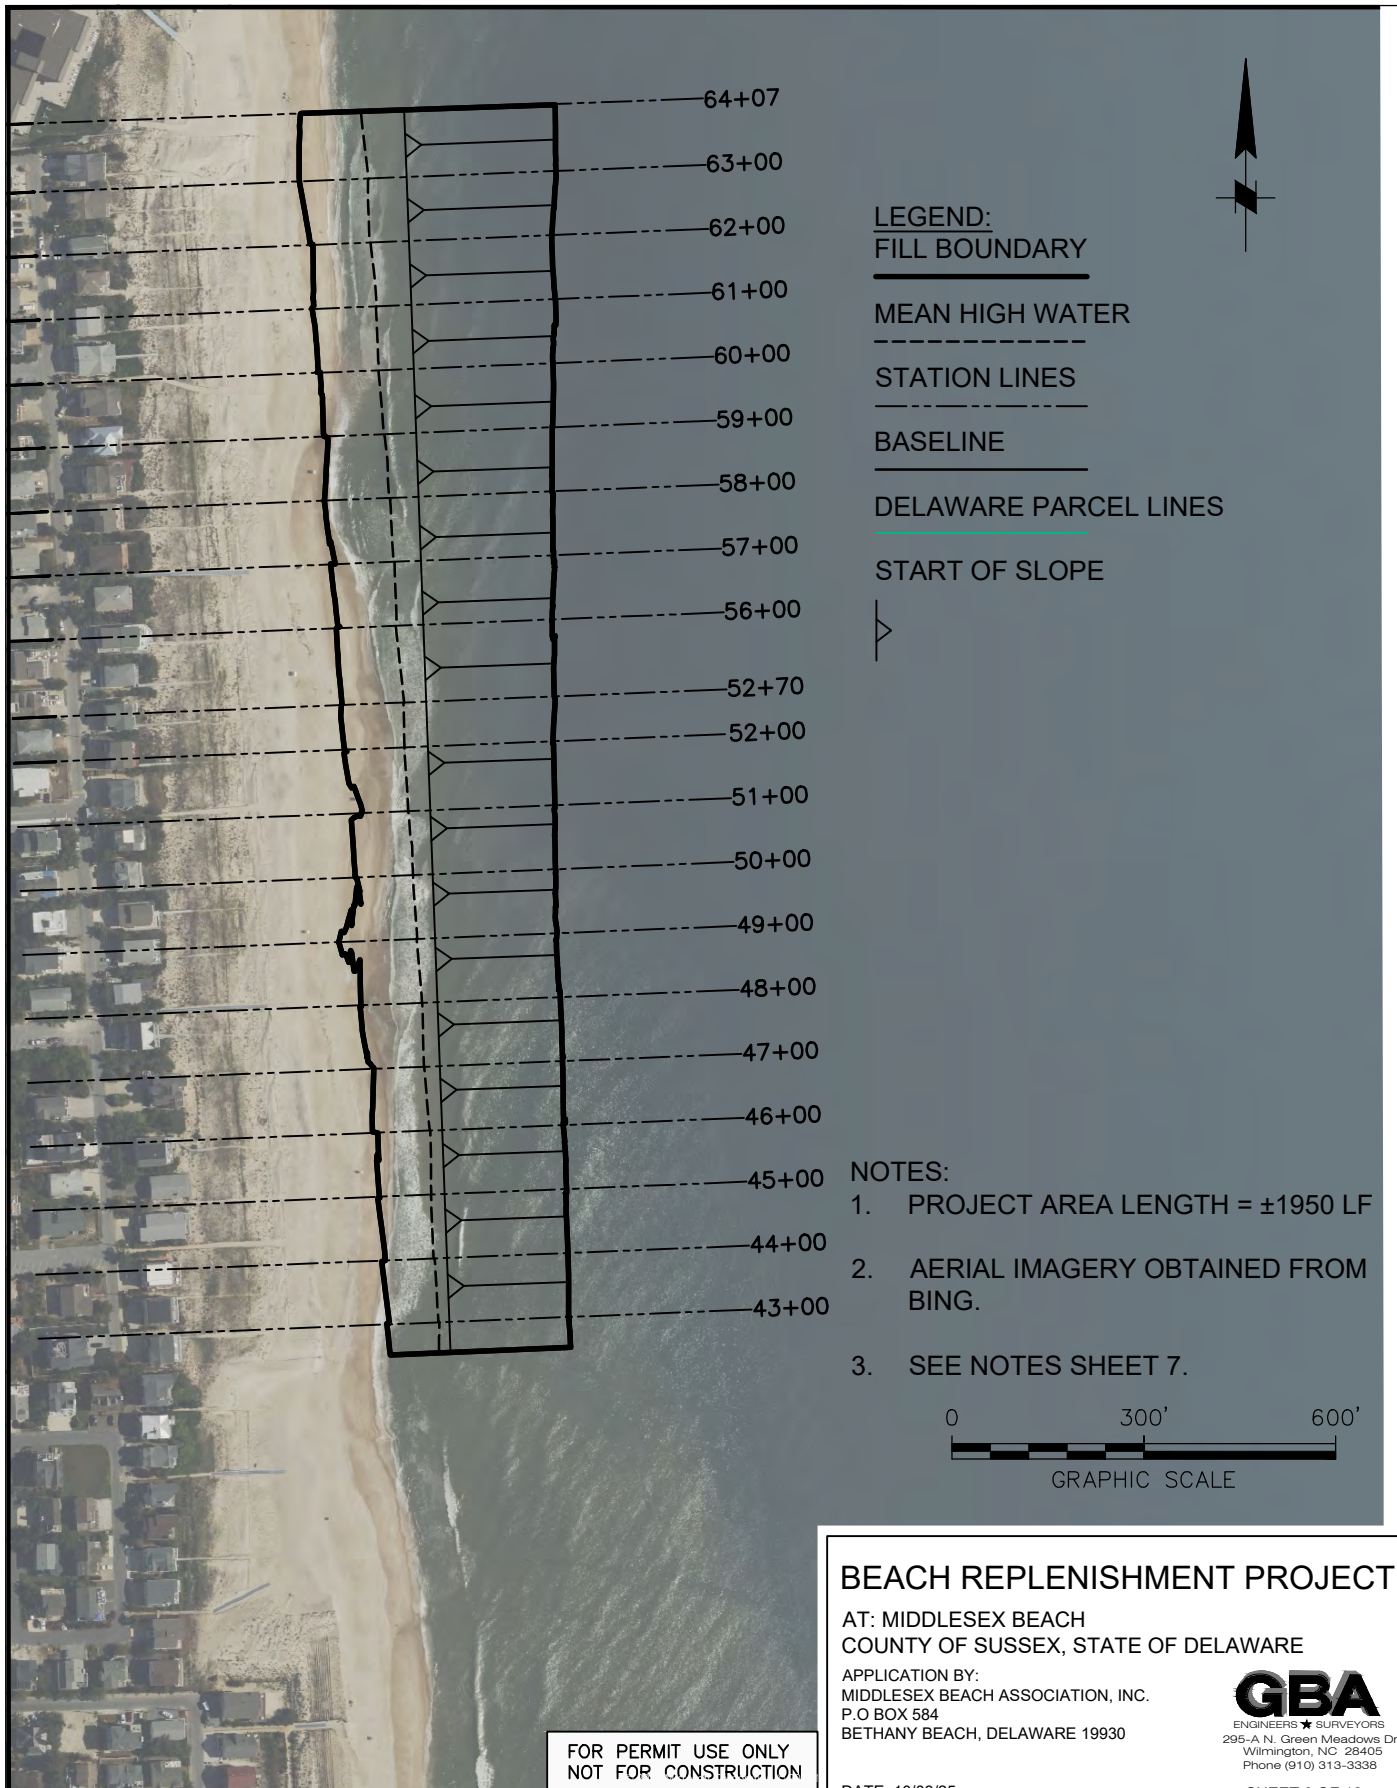 64+07
63+00
62+00
61+00
60+00
59+00
58+00
57+00
56+00
52+70
52+00
51+00
50+00
49+00
48+00
47+00
46+00
45+00
44+00
43+00
LEGEND:
FILL BOUNDARY
MEAN HIGH WATER
STATION LINES
BASELINE
DELAWARE PARCEL LINES
START OF SLOPE
NOTES:
1. PROJECT AREA LENGTH = ±1950 LF
2. AERIAL IMAGERY OBTAINED FROM
BING.
3. SEE NOTES SHEET 7.
0 300' 600'
GRAPHIC SCALE
BEACH REPLENISHMENT PROJECT
AT: MIDDLESEX BEACH
COUNTY OF SUSSEX, STATE OF DELAWARE
APPLICATION BY:
MIDDLESEX BEACH ASSOCIATION, INC.
P.O BOX 584
BETHANY BEACH, DELAWARE 19930
GBA
ENGINEERS ★ SURVEYORS
295-A N. Green Meadows Dr
Wilmington, NC 28405
Phone (910) 313-3338
FOR PERMIT USE ONLY
NOT FOR CONSTRUCTION